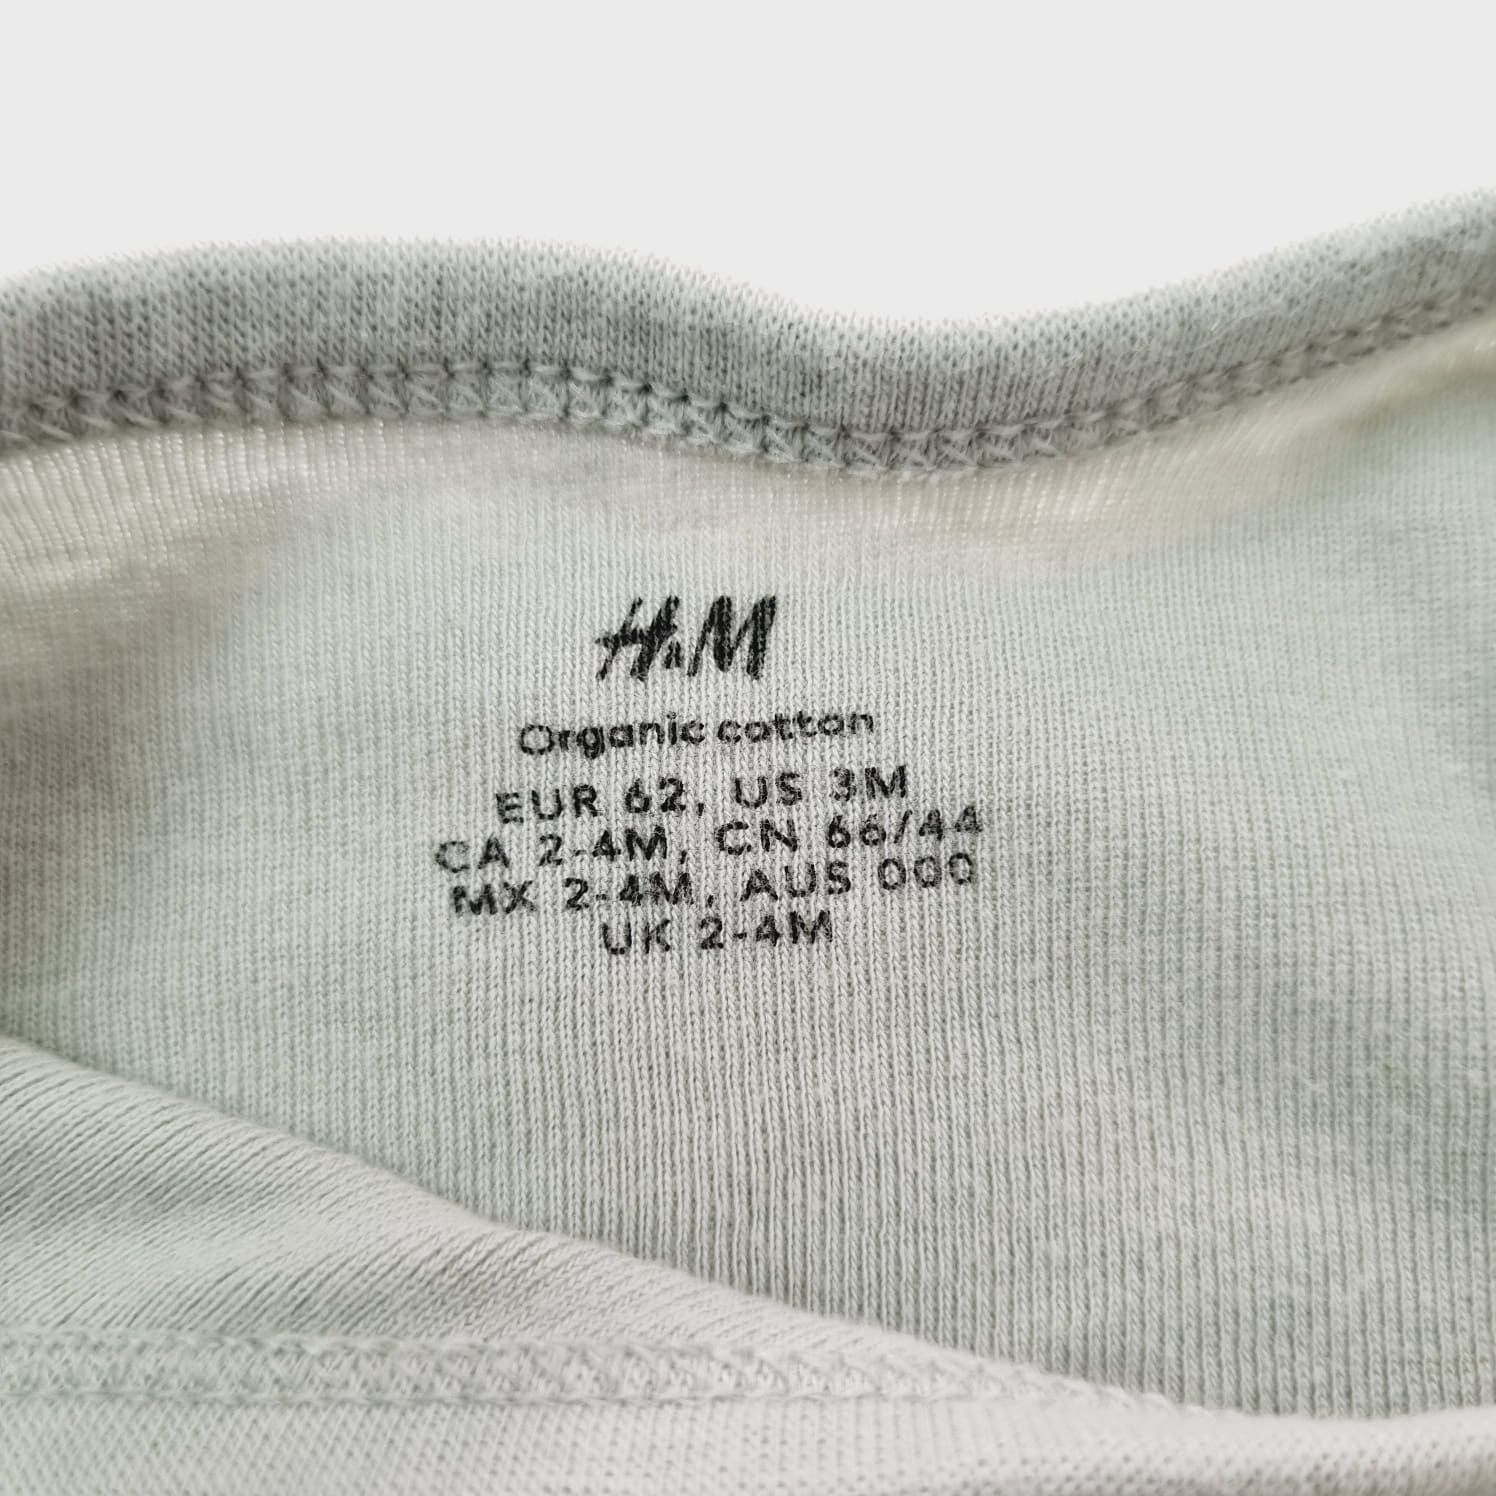 H&M
Organic cotton
EUR 62, US 3M
CA 2-4M, CN 66/44
MX 2-4M, AUS 000
UK 2-4M